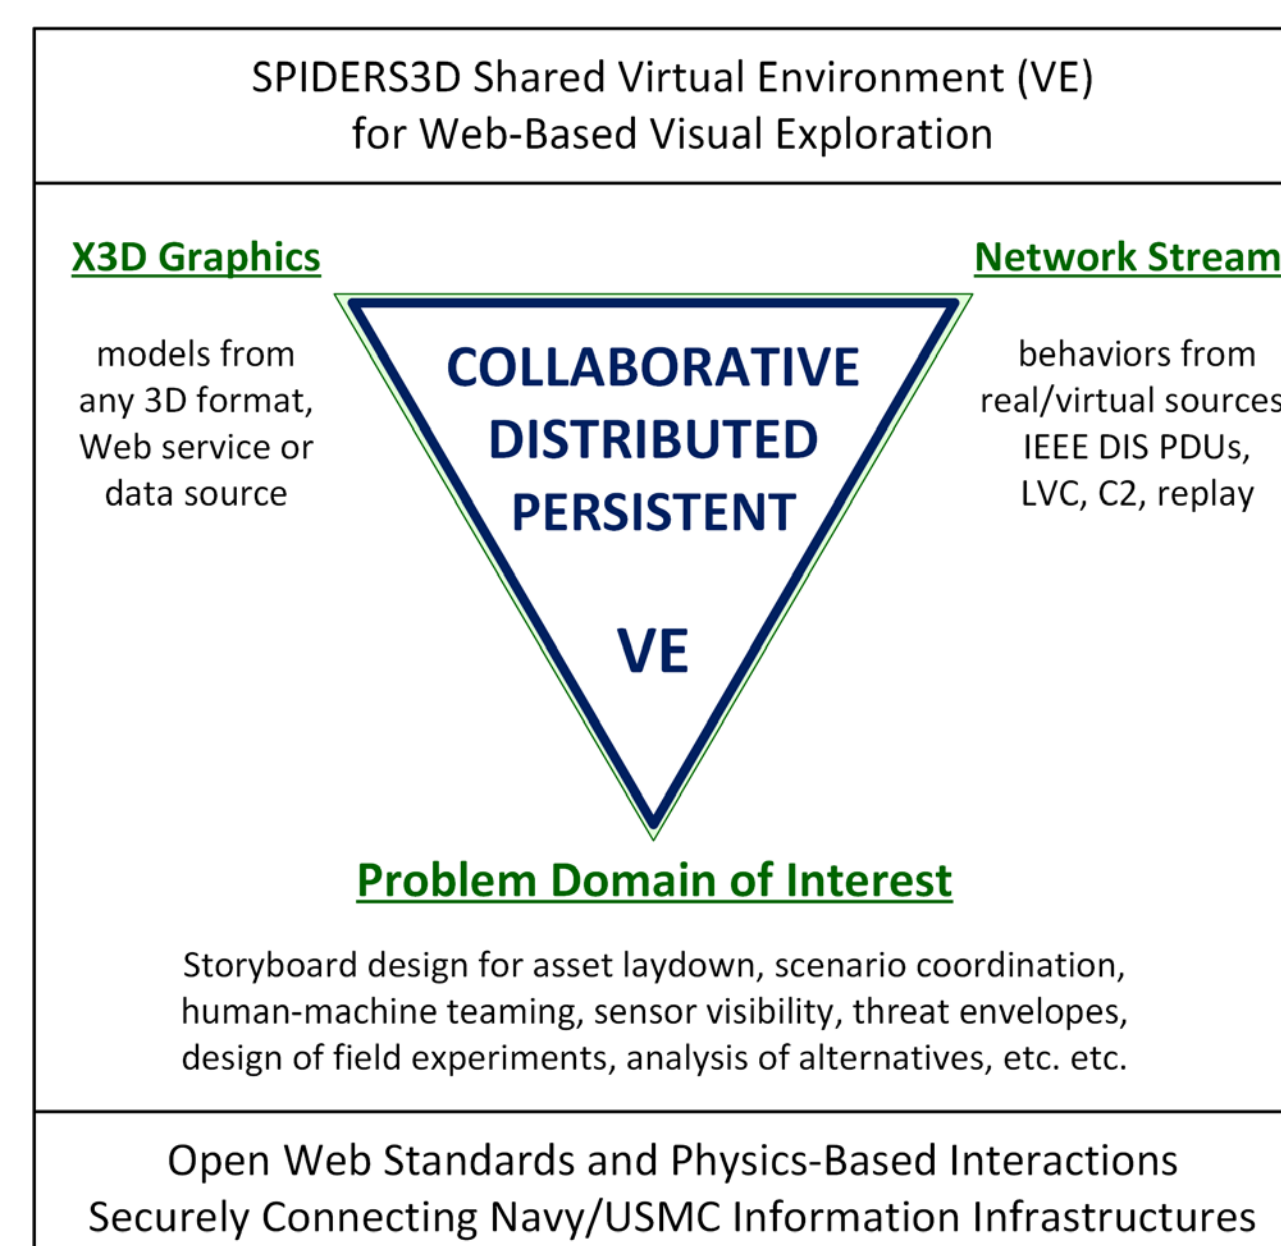 SPIDERS3D Shared Virtual Environment (VE)
for Web-Based Visual Exploration
X3D Graphics
models from
any 3D format,
Web service or
data source
Network Stream
behaviors from
real/virtual sources
IEEE DIS PDUs,
LVC, C2, replay
COLLABORATIVE
DISTRIBUTED
PERSISTENT
VE
Problem Domain of Interest
Storyboard design for asset laydown, scenario coordination,
human-machine teaming, sensor visibility, threat envelopes,
design of field experiments, analysis of alternatives, etc. etc.
Open Web Standards and Physics-Based Interactions
Securely Connecting Navy/USMC Information Infrastructures